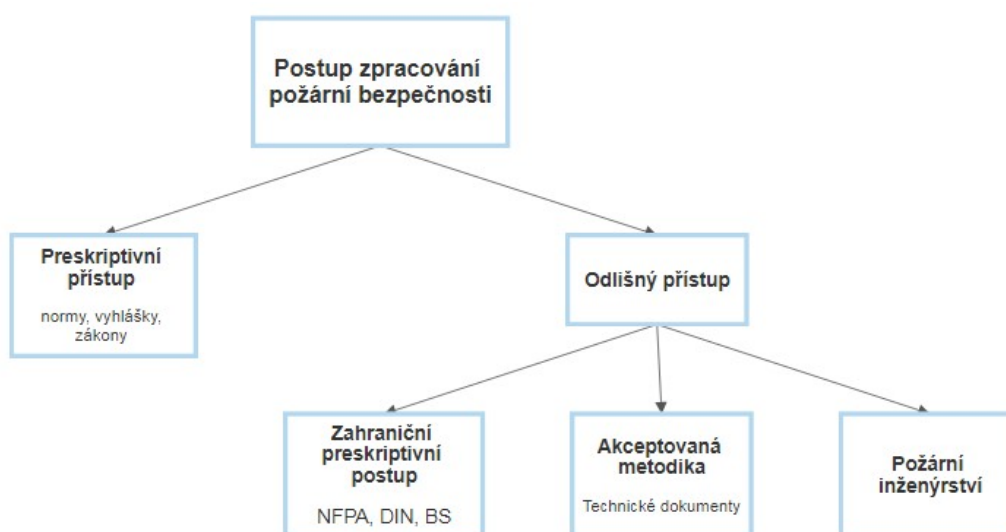 Postup zpracování
požární bezpečnosti
Preskriptivní
přístup
normy, vyhlášky,
zákony
Odlišný přístup
Zahraniční
preskriptivní
postup
NFPA, DIN, BS
Akceptovaná
metodika
Technické dokumenty
Požární
inženýrství